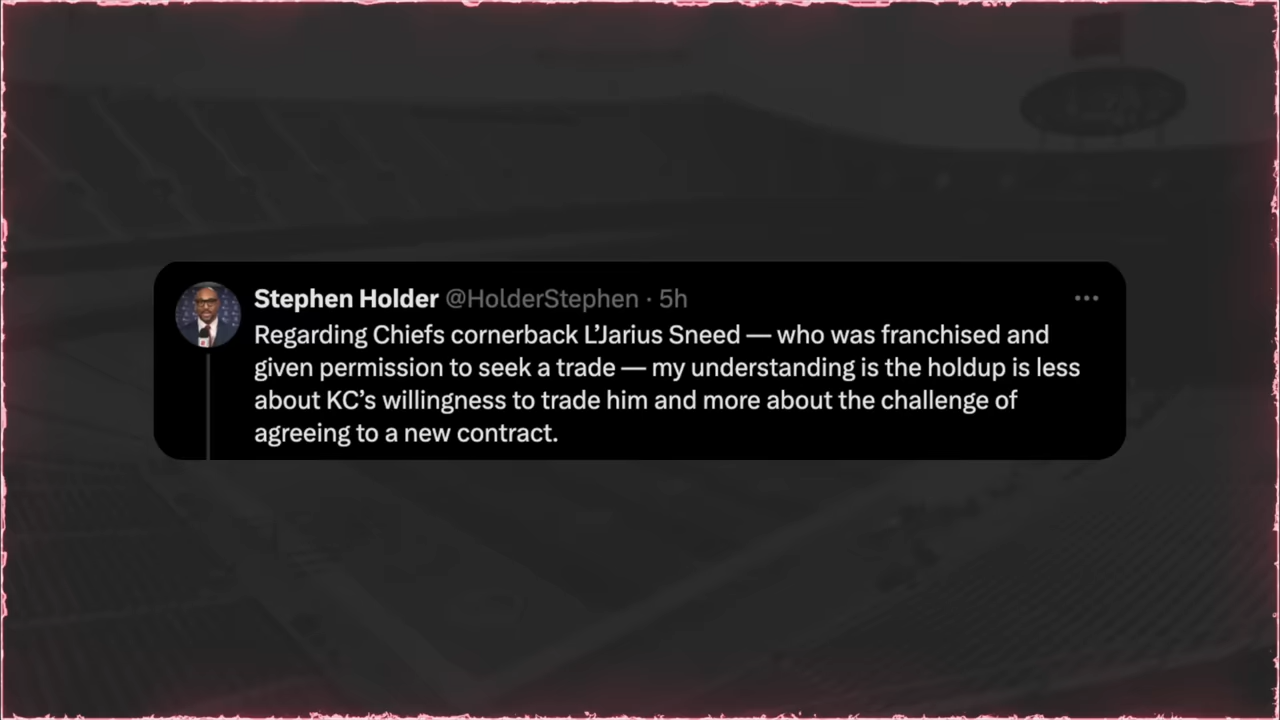 Stephen Holder @HolderStephen · 5h
Regarding Chiefs cornerback L’Jarius Sneed — who was franchised and
given permission to seek a trade — my understanding is the holdup is less
about KC’s willingness to trade him and more about the challenge of
agreeing to a new contract.